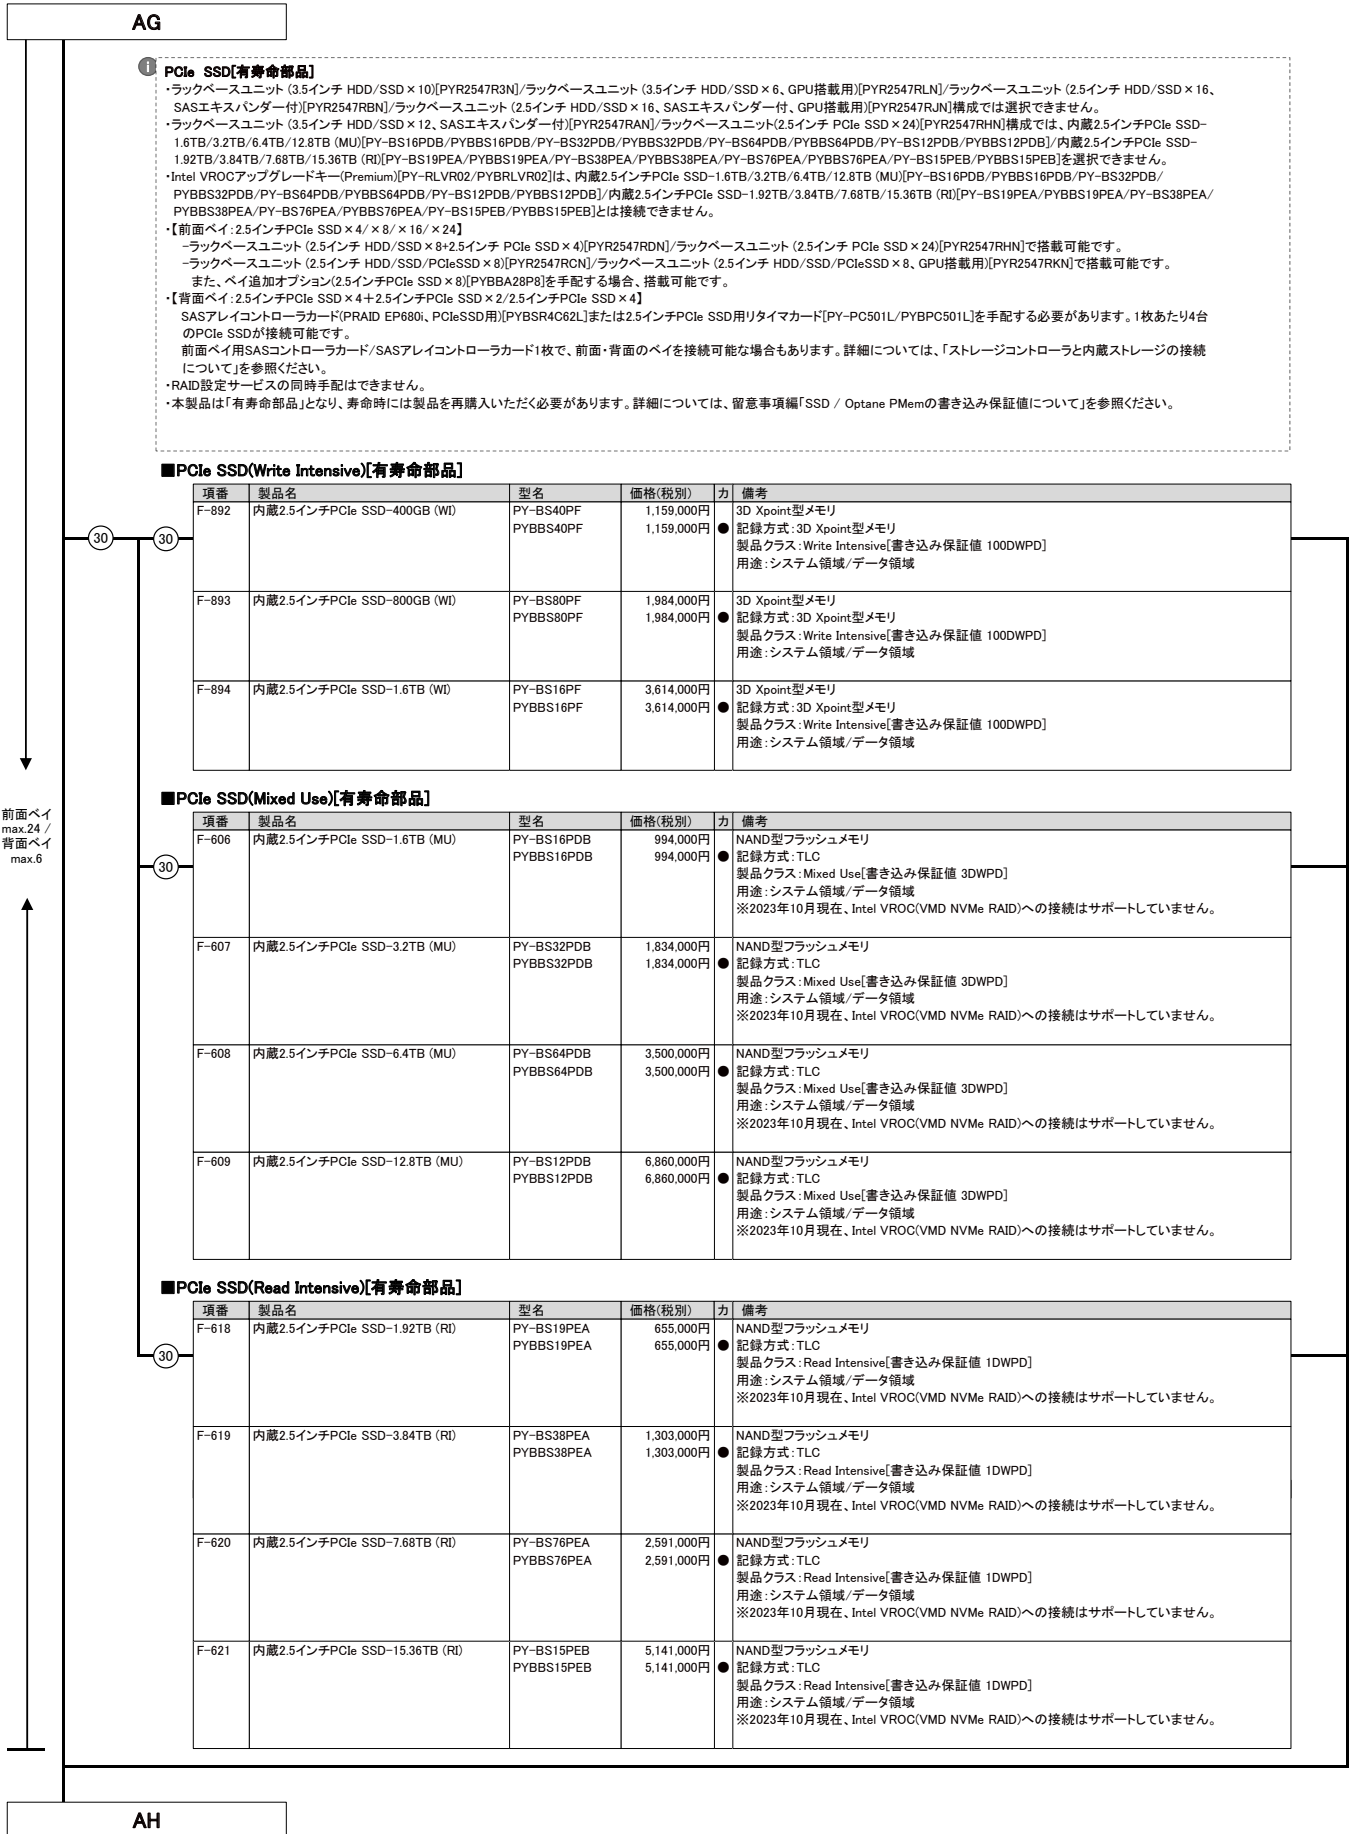 AG
PCIe SSD[有寿命部品]
・ラックベースユニット (3.5インチ HDD/SSD×10)[PYR2547R3N]/ラックベースユニット (3.5インチ HDD/SSD×6、GPU搭載用)[PYR2547RLN]/ラックベースユニット (2.5インチ HDD/SSD×16、
SASエキスパンダー付)[PYR2547RBN]/ラックベースユニット (2.5インチ HDD/SSD×16、SASエキスパンダー付、GPU搭載用)[PYR2547RJN]構成では選択できません。
・ラックベースユニット (3.5インチ HDD/SSD×12、SASエキスパンダー付)[PYR2547RAN]/ラックベースユニット(2.5インチ PCIe SSD×24)[PYR2547RHN]構成では、内蔵2.5インチPCIe SSD-
1.6TB/3.2TB/6.4TB/12.8TB (MU)[PY-BS16PDB/PYBBS16PDB/PY-BS32PDB/PYBBS32PDB/PY-BS64PDB/PYBBS64PDB/PY-BS12PDB/PYBBS12PDB]/内蔵2.5インチPCIe SSD-
1.92TB/3.84TB/7.68TB/15.36TB (RI)[PY-BS19PEA/PYBBS19PEA/PY-BS38PEA/PYBBS38PEA/PY-BS76PEA/PYBBS76PEA/PY-BS15PEB/PYBBS15PEB]を選択できません。
・Intel VROCアップグレードキー(Premium)[PY-RLVR02/PYBRLVR02]は、内蔵2.5インチPCIe SSD-1.6TB/3.2TB/6.4TB/12.8TB (MU)[PY-BS16PDB/PYBBS16PDB/PY-BS32PDB/
PYBBS32PDB/PY-BS64PDB/PYBBS64PDB/PY-BS12PDB/PYBBS12PDB]/内蔵2.5インチPCIe SSD-1.92TB/3.84TB/7.68TB/15.36TB (RI)[PY-BS19PEA/PYBBS19PEA/PY-BS38PEA/
PYBBS38PEA/PY-BS76PEA/PYBBS76PEA/PY-BS15PEB/PYBBS15PEB]とは接続できません。
・【前面ベイ:2.5インチPCIe SSD×4/×8/×16/×24】
-ラックベースユニット (2.5インチ HDD/SSD×8+2.5インチ PCIe SSD×4)[PYR2547RDN]/ラックベースユニット (2.5インチ PCIe SSD×24)[PYR2547RHN]で搭載可能です。
-ラックベースユニット (2.5インチ HDD/SSD/PCIeSSD×8)[PYR2547RCN]/ラックベースユニット (2.5インチ HDD/SSD/PCIeSSD×8、GPU搭載用)[PYR2547RKN]で搭載可能です。
また、ベイ追加オプション(2.5インチPCIe SSD×8)[PYBBA28P8]を手配する場合、搭載可能です。
・【背面ベイ:2.5インチPCIe SSD×4+2.5インチPCIe SSD×2/2.5インチPCIe SSD×4】
SASアレイコントローラカード(PRAID EP680i、PCIeSSD用)[PYBSR4C62L]または2.5インチPCIe SSD用リタイマカード[PY-PC501L/PYBPC501L]を手配する必要があります。1枚あたり4台
のPCIe SSDが接続可能です。
前面ベイ用SASコントローラカード/SASアレイコントローラカード1枚で、前面・背面のベイを接続可能な場合もあります。詳細については、「ストレージコントローラと内蔵ストレージの接続
について」を参照ください。
・RAID設定サービスの同時手配はできません。
・本製品は「有寿命部品」となり、寿命時には製品を再購入いただく必要があります。詳細については、留意事項編「SSD / Optane PMemの書き込み保証値について」を参照ください。
■PCIe SSD(Write Intensive)[有寿命部品]
項番 製品名 型名 価格(税別) カ 備考
F-892 内蔵2.5インチPCIe SSD-400GB (WI) PY-BS40PF 1,159,000円 3D Xpoint型メモリ
30 30 PYBBS40PF 1,159,000円 ● 記録方式:3D Xpoint型メモリ
製品クラス:Write Intensive[書き込み保証値 100DWPD]
用途:システム領域/データ領域
F-893 内蔵2.5インチPCIe SSD-800GB (WI) PY-BS80PF 1,984,000円 3D Xpoint型メモリ
PYBBS80PF 1,984,000円 ● 記録方式:3D Xpoint型メモリ
製品クラス:Write Intensive[書き込み保証値 100DWPD]
用途:システム領域/データ領域
F-894 内蔵2.5インチPCIe SSD-1.6TB (WI) PY-BS16PF 3,614,000円 3D Xpoint型メモリ
PYBBS16PF 3,614,000円 ● 記録方式:3D Xpoint型メモリ
製品クラス:Write Intensive[書き込み保証値 100DWPD]
用途:システム領域/データ領域
前面ベイ
max.24 /
背面ベイ
max.6
■PCIe SSD(Mixed Use)[有寿命部品]
項番 製品名 型名 価格(税別) カ 備考
F-606 内蔵2.5インチPCIe SSD-1.6TB (MU) PY-BS16PDB 994,000円 NAND型フラッシュメモリ
30 PYBBS16PDB 994,000円 ● 記録方式:TLC
製品クラス:Mixed Use[書き込み保証値 3DWPD]
用途:システム領域/データ領域
※2023年10月現在、Intel VROC(VMD NVMe RAID)への接続はサポートしていません。
F-607 内蔵2.5インチPCIe SSD-3.2TB (MU) PY-BS32PDB 1,834,000円 NAND型フラッシュメモリ
PYBBS32PDB 1,834,000円 ● 記録方式:TLC
製品クラス:Mixed Use[書き込み保証値 3DWPD]
用途:システム領域/データ領域
※2023年10月現在、Intel VROC(VMD NVMe RAID)への接続はサポートしていません。
F-608 内蔵2.5インチPCIe SSD-6.4TB (MU) PY-BS64PDB 3,500,000円 NAND型フラッシュメモリ
PYBBS64PDB 3,500,000円 ● 記録方式:TLC
製品クラス:Mixed Use[書き込み保証値 3DWPD]
用途:システム領域/データ領域
※2023年10月現在、Intel VROC(VMD NVMe RAID)への接続はサポートしていません。
F-609 内蔵2.5インチPCIe SSD-12.8TB (MU) PY-BS12PDB 6,860,000円 NAND型フラッシュメモリ
PYBBS12PDB 6,860,000円 ● 記録方式:TLC
製品クラス:Mixed Use[書き込み保証値 3DWPD]
用途:システム領域/データ領域
※2023年10月現在、Intel VROC(VMD NVMe RAID)への接続はサポートしていません。
■PCIe SSD(Read Intensive)[有寿命部品]
項番 製品名 型名 価格(税別) カ 備考
F-618 内蔵2.5インチPCIe SSD-1.92TB (RI) PY-BS19PEA 655,000円 NAND型フラッシュメモリ
30 PYBBS19PEA 655,000円 ● 記録方式:TLC
製品クラス:Read Intensive[書き込み保証値 1DWPD]
用途:システム領域/データ領域
※2023年10月現在、Intel VROC(VMD NVMe RAID)への接続はサポートしていません。
F-619 内蔵2.5インチPCIe SSD-3.84TB (RI) PY-BS38PEA 1,303,000円 NAND型フラッシュメモリ
PYBBS38PEA 1,303,000円 ● 記録方式:TLC
製品クラス:Read Intensive[書き込み保証値 1DWPD]
用途:システム領域/データ領域
※2023年10月現在、Intel VROC(VMD NVMe RAID)への接続はサポートしていません。
F-620 内蔵2.5インチPCIe SSD-7.68TB (RI) PY-BS76PEA 2,591,000円 NAND型フラッシュメモリ
PYBBS76PEA 2,591,000円 ● 記録方式:TLC
製品クラス:Read Intensive[書き込み保証値 1DWPD]
用途:システム領域/データ領域
※2023年10月現在、Intel VROC(VMD NVMe RAID)への接続はサポートしていません。
F-621 内蔵2.5インチPCIe SSD-15.36TB (RI) PY-BS15PEB 5,141,000円 NAND型フラッシュメモリ
PYBBS15PEB 5,141,000円 ● 記録方式:TLC
製品クラス:Read Intensive[書き込み保証値 1DWPD]
用途:システム領域/データ領域
※2023年10月現在、Intel VROC(VMD NVMe RAID)への接続はサポートしていません。
AH